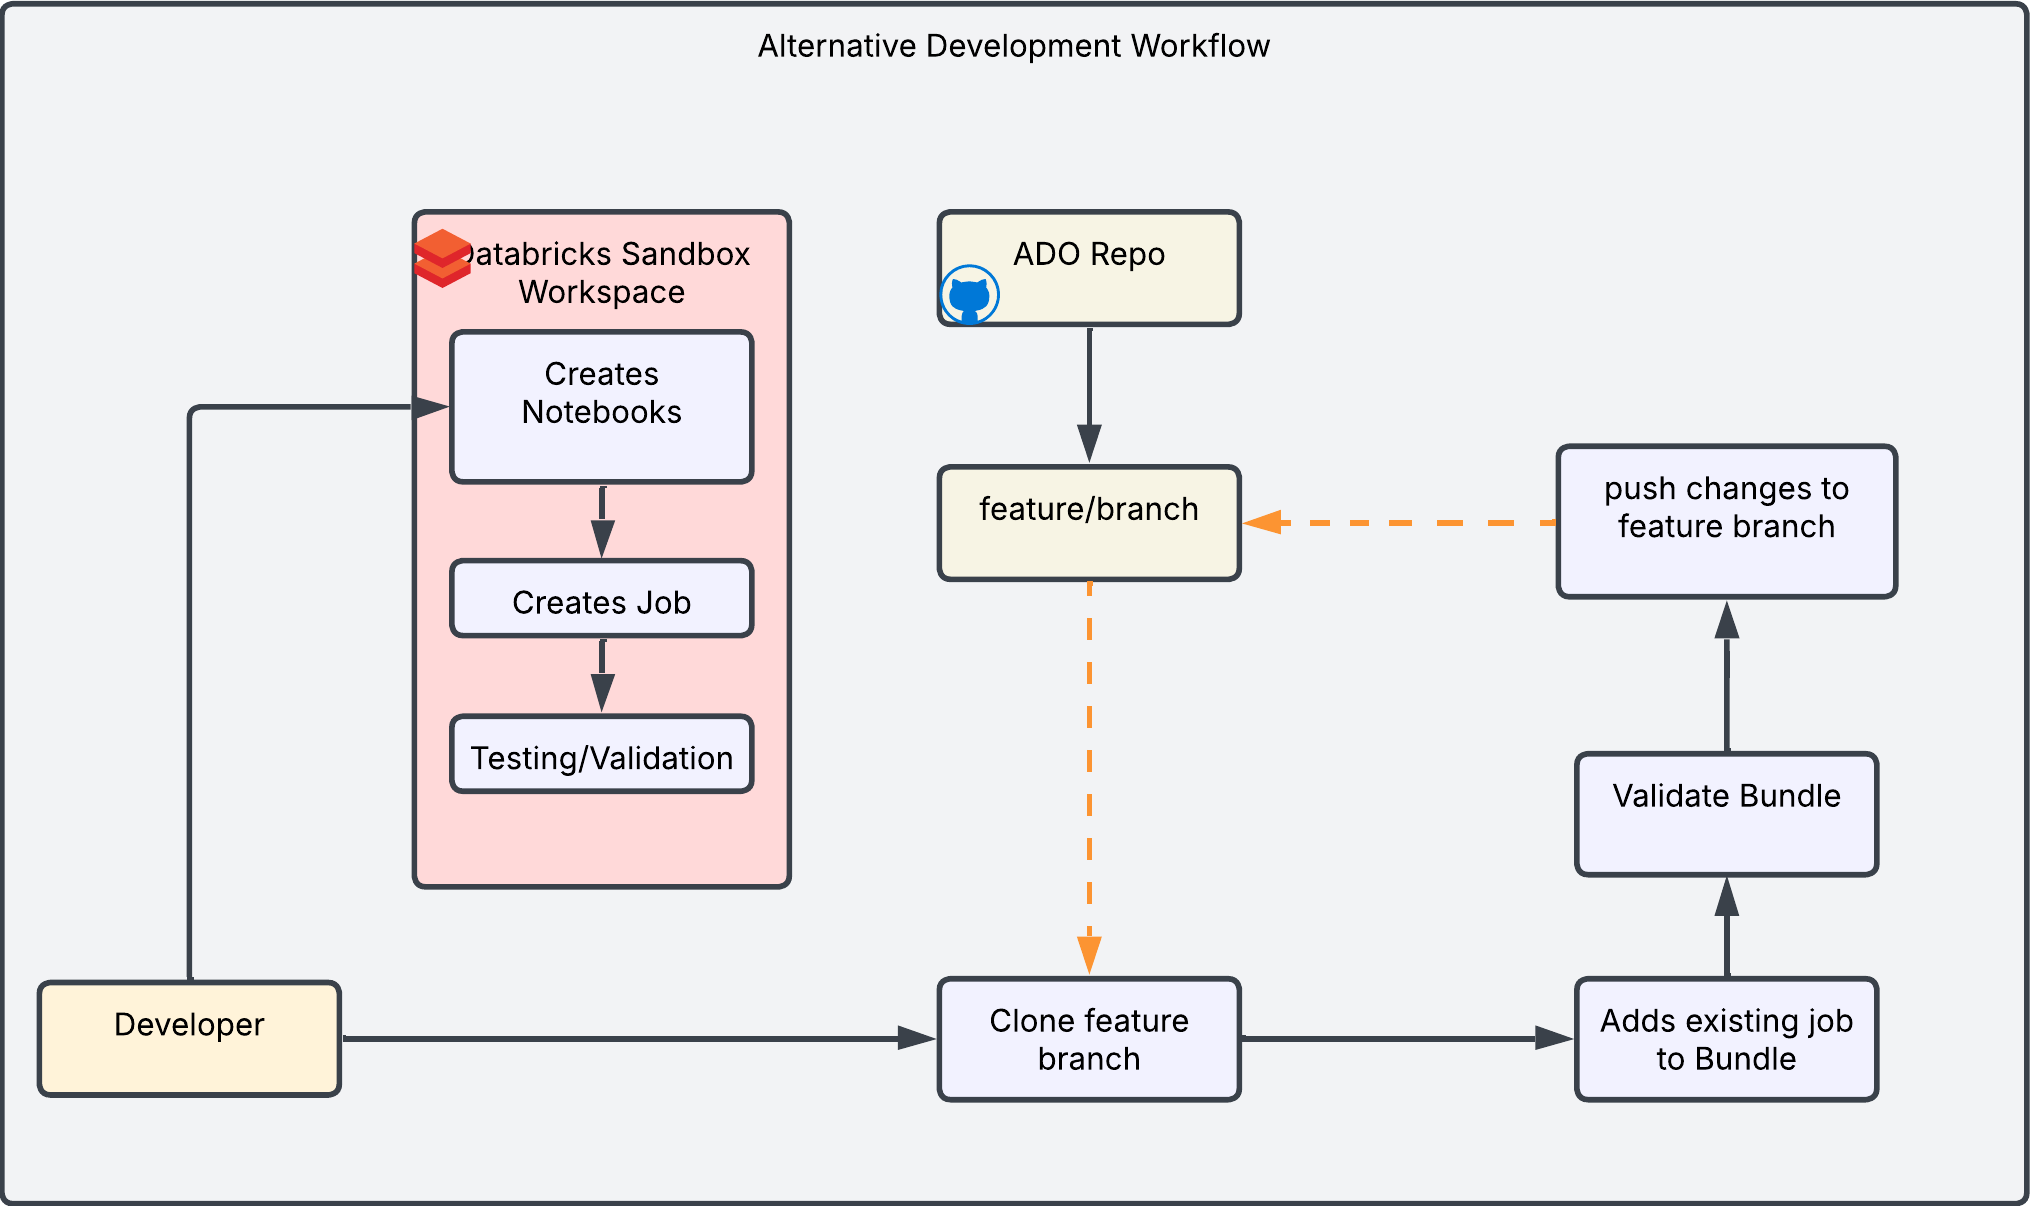 Alternative Development Workflow
Databricks Sandbox
Workspace
Creates
Notebooks
Creates Job
Testing/Validation
ADO Repo
feature/branch
push changes to
feature branch
Validate Bundle
Developer
Clone feature
branch
Adds existing job
to Bundle